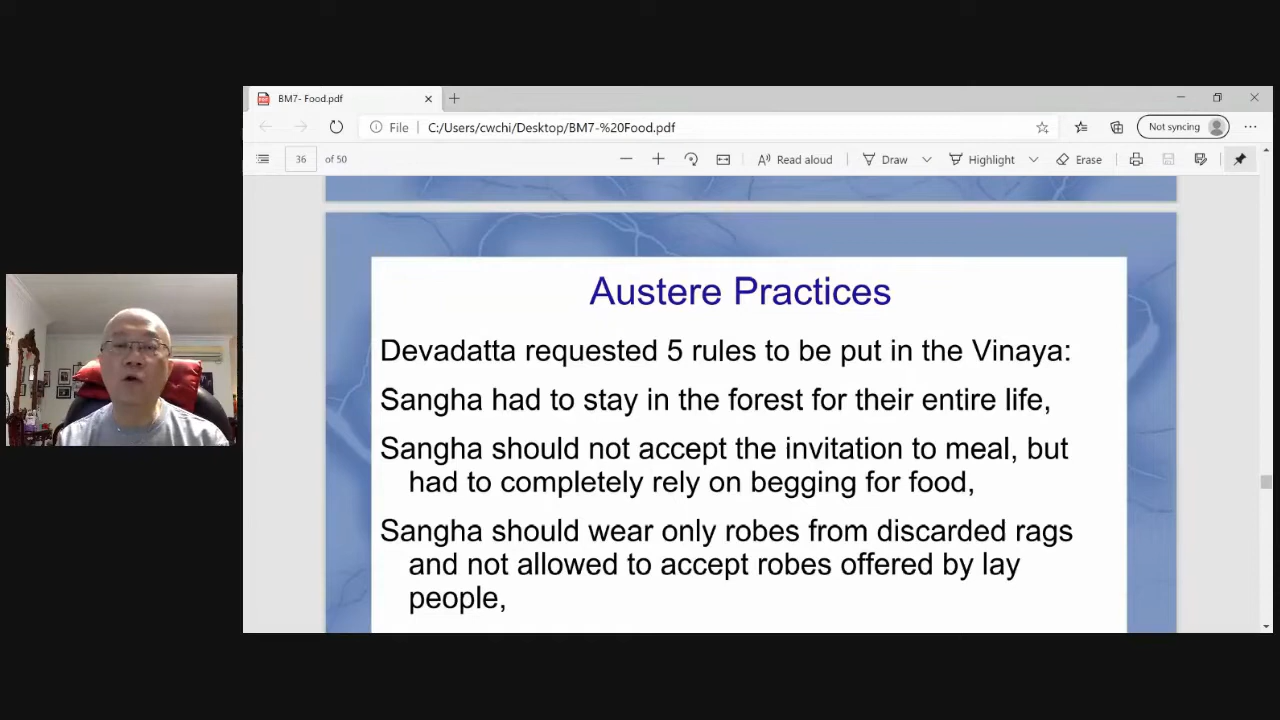 BM7- Food.pdf
File C:/Users/cwchi/Desktop/BM7-%20Food.pdf
Not syncing
36 of 50
Read aloud
Draw
Highlight
Erase
Austere Practices
Devadatta requested 5 rules to be put in the Vinaya:
Sangha had to stay in the forest for their entire life,
Sangha should not accept the invitation to meal, but
had to completely rely on begging for food,
Sangha should wear only robes from discarded rags
and not allowed to accept robes offered by lay
people,